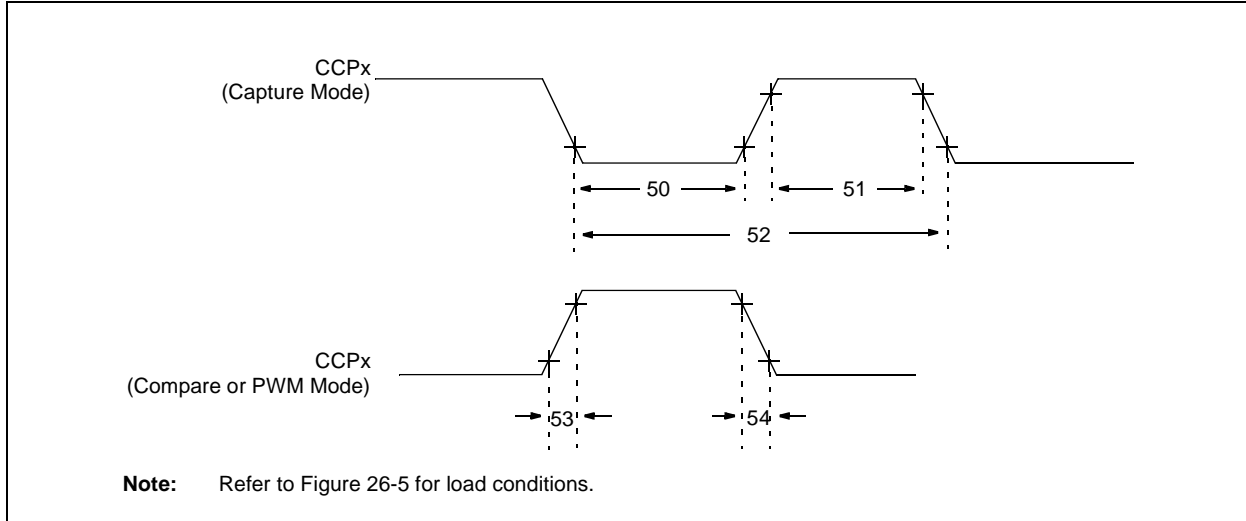 CCPx
(Capture Mode)
50
51
52
CCPx
(Compare or PWM Mode)
53
54
Note: Refer to Figure 26-5 for load conditions.